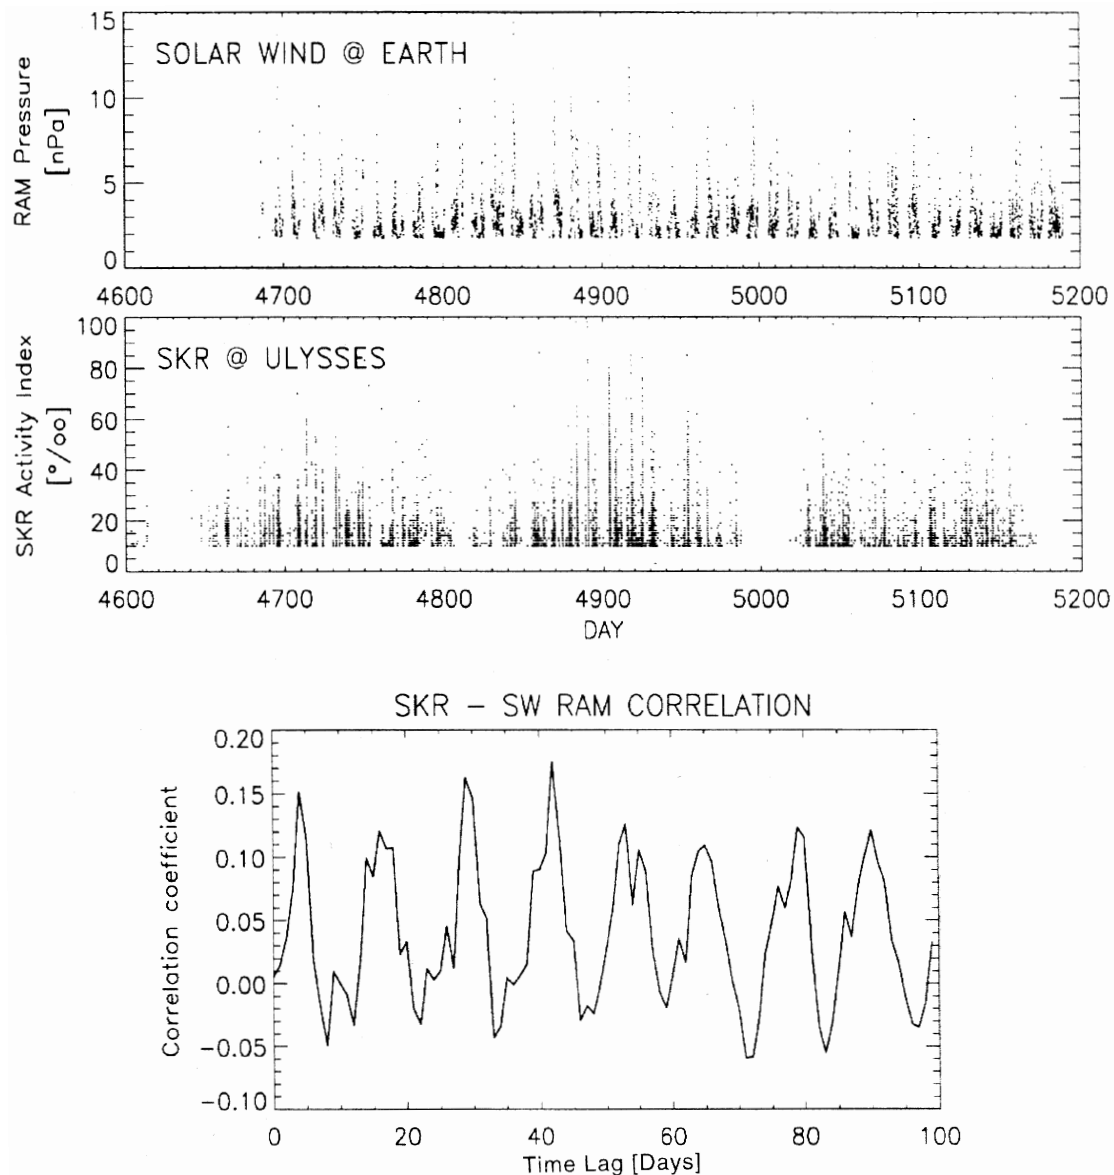 SOLAR WIND @ EARTH
RAM Pressure
[nPa]
15
10
5
0
4600 4700 4800 4900 5000 5100 5200
SKR @ ULYSSES
SKR Activity Index
[°/oo]
100
80
60
40
20
0
4600 4700 4800 4900 5000 5100 5200
DAY
SKR – SW RAM CORRELATION
Correlation coefficient
0.20
0.15
0.10
0.05
0.00
−0.05
−0.10
0 20 40 60 80 100
Time Lag [Days]